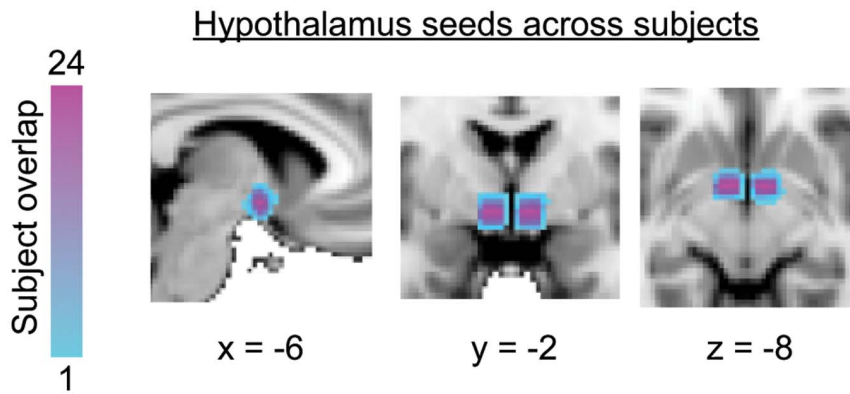 Hypothalamus seeds across subjects
24
Subject overlap
1
x = -6
y = -2
z = -8